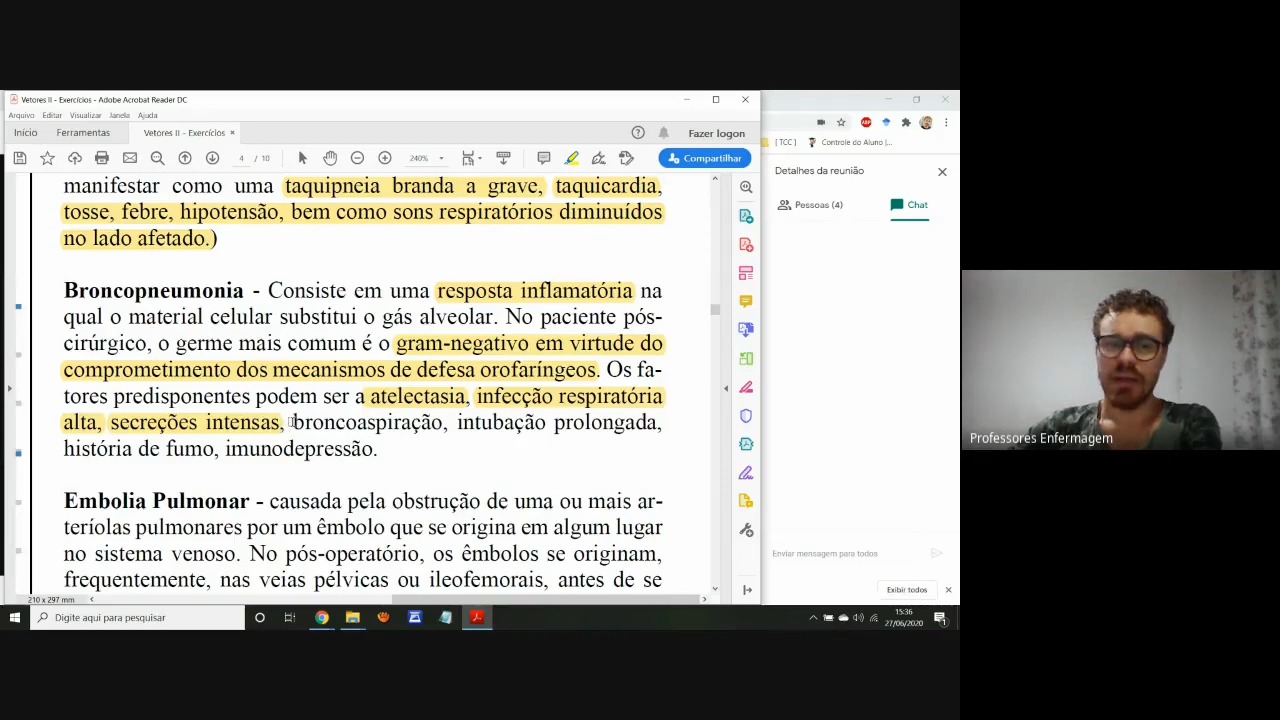 Vetores II - Exercícios - Adobe Acrobat Reader DC
Arquivo Editar Visualizar Janela Ajuda
Início Ferramentas Vetores II - Exercícios × Fazer logon
4 / 10 240% Compartilhar
manifestar como uma taquipneia branda a grave, taquicardia,
tosse, febre, hipotensão, bem como sons respiratórios diminuídos
no lado afetado.)
Broncopneumonia - Consiste em uma resposta inflamatória na
qual o material celular substitui o gás alveolar. No paciente pós-
cirúrgico, o germe mais comum é o gram-negativo em virtude do
comprometimento dos mecanismos de defesa orofaríngeos. Os fa-
tores predisponentes podem ser a atelectasia, infecção respiratória
alta, secreções intensas, broncoaspiração, intubação prolongada,
história de fumo, imunodepressão.
Embolia Pulmonar - causada pela obstrução de uma ou mais ar-
teríolas pulmonares por um êmbolo que se origina em algum lugar
no sistema venoso. No pós-operatório, os êmbolos se originam,
frequentemente, nas veias pélvicas ou ileofemorais, antes de se
210 x 297 mm
[ TCC ] Controle do Aluno |...
Detalhes da reunião
Pessoas (4) Chat
Enviar mensagem para todos
Exibir todos
Professores Enfermagem
Digite aqui para pesquisar
15:36
27/06/2020